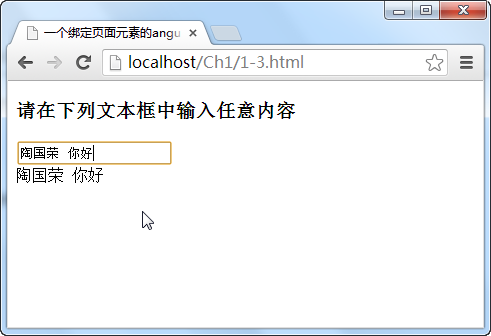 一个绑定页面元素的angu
localhost/Ch1/1-3.html
请在下列文本框中输入任意内容
陶国荣 你好
陶国荣 你好